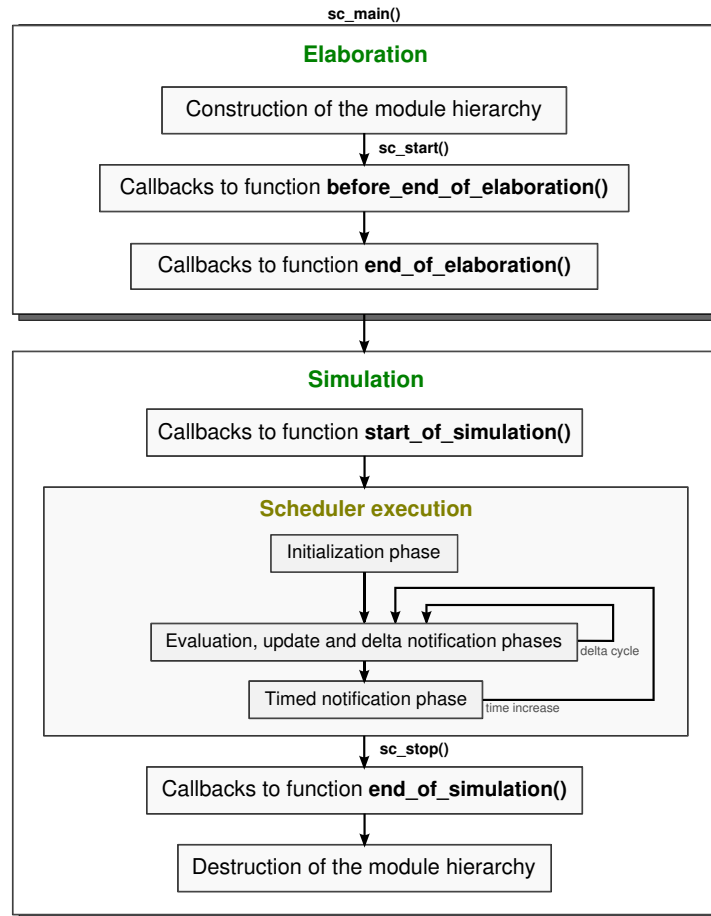 sc_main()
Elaboration
Construction of the module hierarchy
sc_start()
Callbacks to function before_end_of_elaboration()
Callbacks to function end_of_elaboration()
Simulation
Callbacks to function start_of_simulation()
Scheduler execution
Initialization phase
Evaluation, update and delta notification phases
delta cycle
Timed notification phase
time increase
sc_stop()
Callbacks to function end_of_simulation()
Destruction of the module hierarchy